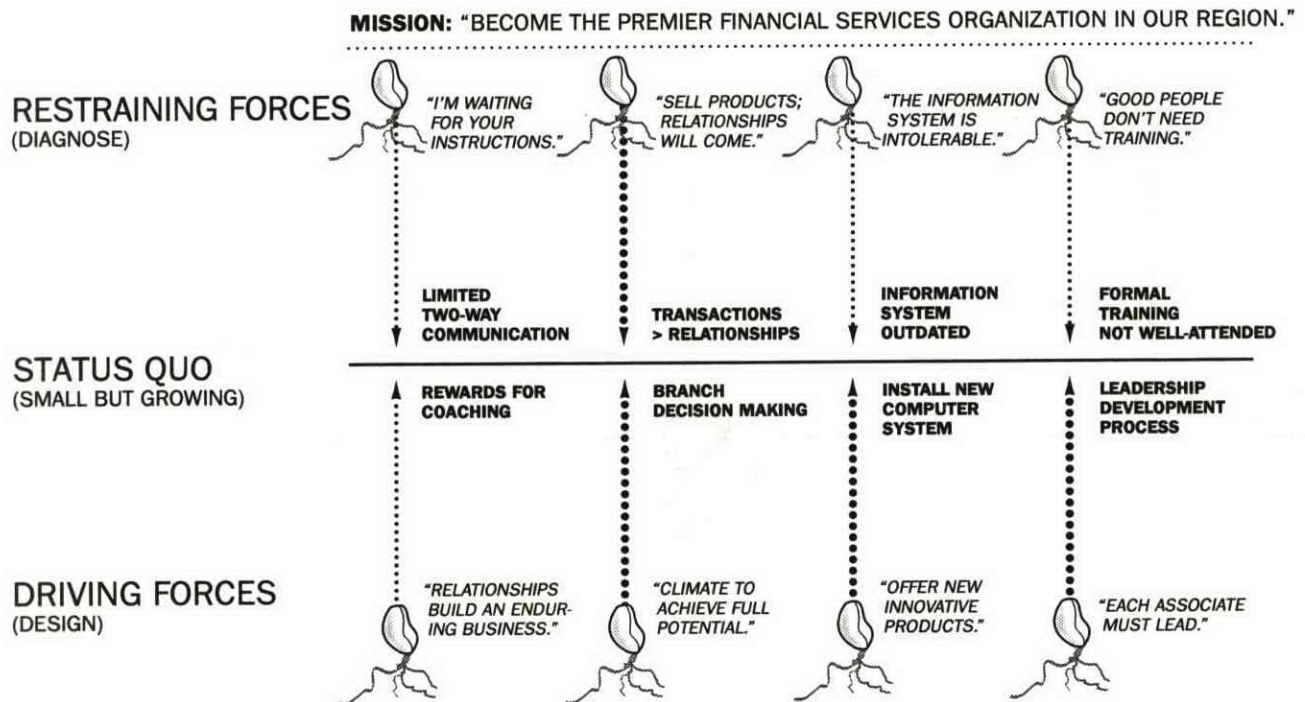 MISSION: “BECOME THE PREMIER FINANCIAL SERVICES ORGANIZATION IN OUR REGION.”
RESTRAINING FORCES
(DIAGNOSE)
“I’M WAITING
FOR YOUR
INSTRUCTIONS.”
“SELL PRODUCTS;
RELATIONSHIPS
WILL COME.”
“THE INFORMATION
SYSTEM IS
INTOLERABLE.”
“GOOD PEOPLE
DON’T NEED
TRAINING.”
LIMITED
TWO-WAY
COMMUNICATION
TRANSACTIONS
> RELATIONSHIPS
INFORMATION
SYSTEM
OUTDATED
FORMAL
TRAINING
NOT WELL-ATTENDED
STATUS QUO
(SMALL BUT GROWING)
REWARDS FOR
COACHING
BRANCH
DECISION MAKING
INSTALL NEW
COMPUTER
SYSTEM
LEADERSHIP
DEVELOPMENT
PROCESS
DRIVING FORCES
(DESIGN)
“RELATIONSHIPS
BUILD AN ENDUR-
ING BUSINESS.”
“CLIMATE TO
ACHIEVE FULL
POTENTIAL.”
“OFFER NEW
INNOVATIVE
PRODUCTS.”
“EACH ASSOCIATE
MUST LEAD.”